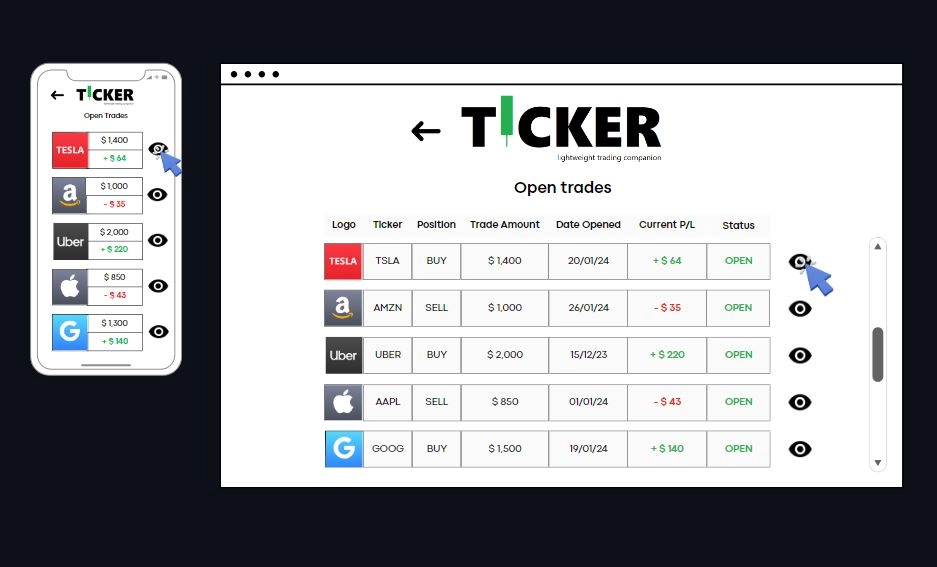 TICKER
lightweight trading companion
Open Trades
TESLA
$ 1,400
+ $ 64
a
$ 1,000
- $ 35
Uber
$ 2,000
+ $ 220
$ 850
- $ 43
G
$ 1,300
+ $ 140
TICKER
lightweight trading companion
Open trades
Logo Ticker Position Trade Amount Date Opened Current P/L Status
TESLA TSLA BUY $ 1,400 20/01/24 + $ 64 OPEN
a AMZN SELL $ 1,000 26/01/24 - $ 35 OPEN
Uber UBER BUY $ 2,000 15/12/23 + $ 220 OPEN
AAPL SELL $ 850 01/01/24 - $ 43 OPEN
G GOOG BUY $ 1,500 19/01/24 + $ 140 OPEN